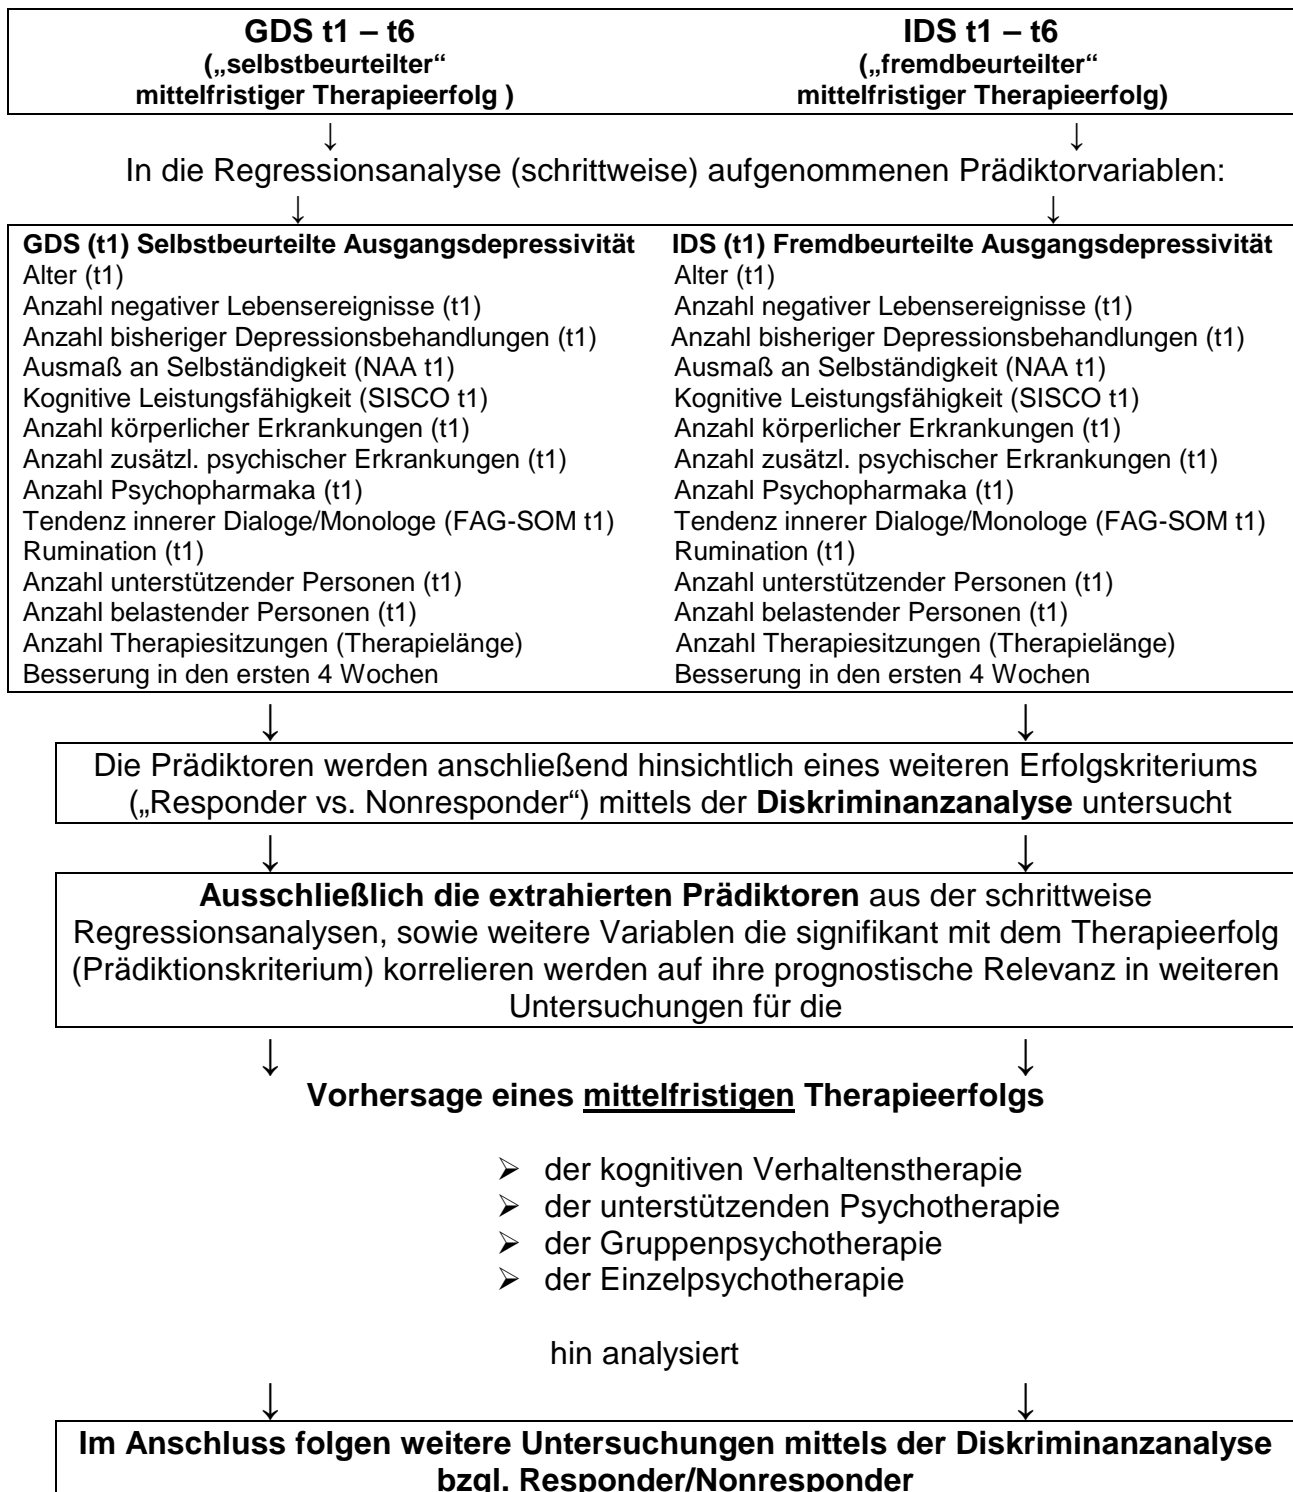 GDS t1 – t6
(„selbstbeurteilter“
mittelfristiger Therapieerfolg )
IDS t1 – t6
(„fremdbeurteilter“
mittelfristiger Therapieerfolg)
↓ ↓
In die Regressionsanalyse (schrittweise) aufgenommenen Prädiktorvariablen:
↓ ↓
GDS (t1) Selbstbeurteilte Ausgangsdepressivität
Alter (t1)
Anzahl negativer Lebensereignisse (t1)
Anzahl bisheriger Depressionsbehandlungen (t1)
Ausmaß an Selbständigkeit (NAA t1)
Kognitive Leistungsfähigkeit (SISCO t1)
Anzahl körperlicher Erkrankungen (t1)
Anzahl zusätzl. psychischer Erkrankungen (t1)
Anzahl Psychopharmaka (t1)
Tendenz innerer Dialoge/Monologe (FAG-SOM t1)
Rumination (t1)
Anzahl unterstützender Personen (t1)
Anzahl belastender Personen (t1)
Anzahl Therapiesitzungen (Therapielänge)
Besserung in den ersten 4 Wochen
IDS (t1) Fremdbeurteilte Ausgangsdepressivität
Alter (t1)
Anzahl negativer Lebensereignisse (t1)
Anzahl bisheriger Depressionsbehandlungen (t1)
Ausmaß an Selbständigkeit (NAA t1)
Kognitive Leistungsfähigkeit (SISCO t1)
Anzahl körperlicher Erkrankungen (t1)
Anzahl zusätzl. psychischer Erkrankungen (t1)
Anzahl Psychopharmaka (t1)
Tendenz innerer Dialoge/Monologe (FAG-SOM t1)
Rumination (t1)
Anzahl unterstützender Personen (t1)
Anzahl belastender Personen (t1)
Anzahl Therapiesitzungen (Therapielänge)
Besserung in den ersten 4 Wochen
↓ ↓
Die Prädiktoren werden anschließend hinsichtlich eines weiteren Erfolgskriteriums
(„Responder vs. Nonresponder“) mittels der Diskriminanzanalyse untersucht
↓ ↓
Ausschließlich die extrahierten Prädiktoren aus der schrittweise
Regressionsanalysen, sowie weitere Variablen die signifikant mit dem Therapieerfolg
(Prädiktionskriterium) korrelieren werden auf ihre prognostische Relevanz in weiteren
Untersuchungen für die
↓ ↓
Vorhersage eines mittelfristigen Therapieerfolgs
➢ der kognitiven Verhaltenstherapie
➢ der unterstützenden Psychotherapie
➢ der Gruppenpsychotherapie
➢ der Einzelpsychotherapie
hin analysiert
↓ ↓
Im Anschluss folgen weitere Untersuchungen mittels der Diskriminanzanalyse
bzgl. Responder/Nonresponder